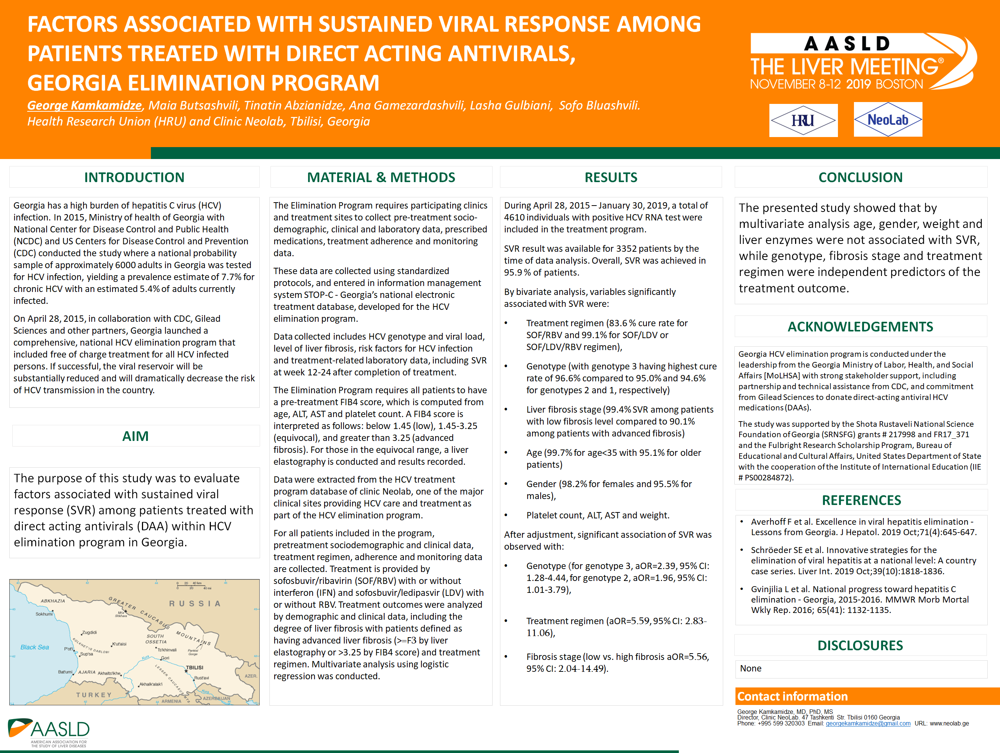 FACTORS ASSOCIATED WITH SUSTAINED VIRAL RESPONSE AMONG
PATIENTS TREATED WITH DIRECT ACTING ANTIVIRALS,
GEORGIA ELIMINATION PROGRAM
George Kamkamidze, Maia Butsashvili, Tinatin Abzianidze, Ana Gamezardashvili, Lasha Gulbiani, Sofo Bluashvili.
Health Research Union (HRU) and Clinic Neolab, Tbilisi, Georgia
AASLD
THE LIVER MEETING®
NOVEMBER 8-12 2019 BOSTON
HRU
NeoLab
INTRODUCTION
Georgia has a high burden of hepatitis C virus (HCV)
infection. In 2015, Ministry of health of Georgia with
National Center for Disease Control and Public Health
(NCDC) and US Centers for Disease Control and Prevention
(CDC) conducted the study where a national probability
sample of approximately 6000 adults in Georgia was tested
for HCV infection, yielding a prevalence estimate of 7.7% for
chronic HCV with an estimated 5.4% of adults currently
infected.
On April 28, 2015, in collaboration with CDC, Gilead
Sciences and other partners, Georgia launched a
comprehensive, national HCV elimination program that
included free of charge treatment for all HCV infected
persons. If successful, the viral reservoir will be
substantially reduced and will dramatically decrease the risk
of HCV transmission in the country.
AIM
The purpose of this study was to evaluate
factors associated with sustained viral
response (SVR) among patients treated with
direct acting antivirals (DAA) within HCV
elimination program in Georgia.
0 20 40 km
0 20 40 mi
RUSSIA
ABKHAZIA
GREATER CAUCASUS MOUNTAINS
Sokhumi
Mt'a Shkhara
Zugdidi
SOUTH
OSSETIA
KOLKHET'IS DABLOBI
K'ut'aisi
Black Sea
P'ot'i
Sup'sa
Ts'khinvali
Pankisi
Gorge
Kura
Gori
TBILISI
Bat'umi
AJARIA
Akhalts'ikhe
LESSER CAUCASUS MTS
Rust'avi
AZER.
Akhalk'alak'i
TURKEY
Kura
ARMENIA
AZERBAIJAN
AASLD
AMERICAN ASSOCIATION FOR
THE STUDY OF LIVER DISEASES
MATERIAL & METHODS
The Elimination Program requires participating clinics
and treatment sites to collect pre-treatment socio-
demographic, clinical and laboratory data, prescribed
medications, treatment adherence and monitoring
data.
These data are collected using standardized
protocols, and entered in information management
system STOP-C - Georgia's national electronic
treatment database, developed for the HCV
elimination program.
Data collected includes HCV genotype and viral load,
level of liver fibrosis, risk factors for HCV infection
and treatment-related laboratory data, including SVR
at week 12-24 after completion of treatment.
The Elimination Program requires all patients to have
a pre-treatment FIB4 score, which is computed from
age, ALT, AST and platelet count. A FIB4 score is
interpreted as follows: below 1.45 (low), 1.45-3.25
(equivocal), and greater than 3.25 (advanced
fibrosis). For those in the equivocal range, a liver
elastography is conducted and results recorded.
Data were extracted from the HCV treatment
program database of clinic Neolab, one of the major
clinical sites providing HCV care and treatment as
part of the HCV elimination program.
For all patients included in the program,
pretreatment sociodemographic and clinical data,
treatment regimen, adherence and monitoring data
are collected. Treatment is provided by
sofosbuvir/ribavirin (SOF/RBV) with or without
interferon (IFN) and sofosbuvir/ledipasvir (LDV) with
or without RBV. Treatment outcomes were analyzed
by demographic and clinical data, including the
degree of liver fibrosis with patients defined as
having advanced liver fibrosis (>=F3 by liver
elastography or >3.25 by FIB4 score) and treatment
regimen. Multivariate analysis using logistic
regression was conducted.
RESULTS
During April 28, 2015 – January 30, 2019, a total of
4610 individuals with positive HCV RNA test were
included in the treatment program.
SVR result was available for 3352 patients by the
time of data analysis. Overall, SVR was achieved in
95.9 % of patients.
By bivariate analysis, variables significantly
associated with SVR were:
• Treatment regimen (83.6 % cure rate for
SOF/RBV and 99.1% for SOF/LDV or
SOF/LDV/RBV regimen),
• Genotype (with genotype 3 having highest cure
rate of 96.6% compared to 95.0% and 94.6%
for genotypes 2 and 1, respectively)
• Liver fibrosis stage (99.4% SVR among patients
with low fibrosis level compared to 90.1%
among patients with advanced fibrosis)
• Age (99.7% for age<35 with 95.1% for older
patients)
• Gender (98.2% for females and 95.5% for
males),
• Platelet count, ALT, AST and weight.
After adjustment, significant association of SVR was
observed with:
• Genotype (for genotype 3, aOR=2.39, 95% CI:
1.28-4.44, for genotype 2, aOR=1.96, 95% CI:
1.01-3.79),
• Treatment regimen (aOR=5.59, 95% CI: 2.83-
11.06),
• Fibrosis stage (low vs. high fibrosis aOR=5.56,
95% CI: 2.04-14.49).
CONCLUSION
The presented study showed that by
multivariate analysis age, gender, weight and
liver enzymes were not associated with SVR,
while genotype, fibrosis stage and treatment
regimen were independent predictors of the
treatment outcome.
ACKNOWLEDGEMENTS
Georgia HCV elimination program is conducted under the
leadership from the Georgia Ministry of Labor, Health, and Social
Affairs [MoLHSA] with strong stakeholder support, including
partnership and technical assistance from CDC, and commitment
from Gilead Sciences to donate direct-acting antiviral HCV
medications (DAAs).
The study was supported by the Shota Rustaveli National Science
Foundation of Georgia (SRNSFG) grants # 217998 and FR17_371
and the Fulbright Research Scholarship Program, Bureau of
Educational and Cultural Affairs, United States Department of State
with the cooperation of the Institute of International Education (IIE
# PS00284872).
REFERENCES
• Averhoff F et al. Excellence in viral hepatitis elimination -
Lessons from Georgia. J Hepatol. 2019 Oct;71(4):645-647.
• Schröeder SE et al. Innovative strategies for the
elimination of viral hepatitis at a national level: A country
case series. Liver Int. 2019 Oct;39(10):1818-1836.
• Gvinjilia L et al. National progress toward hepatitis C
elimination - Georgia, 2015-2016. MMWR Morb Mortal
Wkly Rep. 2016; 65(41): 1132-1135.
DISCLOSURES
None
Contact information
George Kamkamidze, MD, PhD, MS
Director, Clinic NeoLab. 47 Tashkenti Str. Tbilisi 0160 Georgia
Phone: +995 599 320303 Email: georgekamkamidze@gmail.com URL: www.neolab.ge